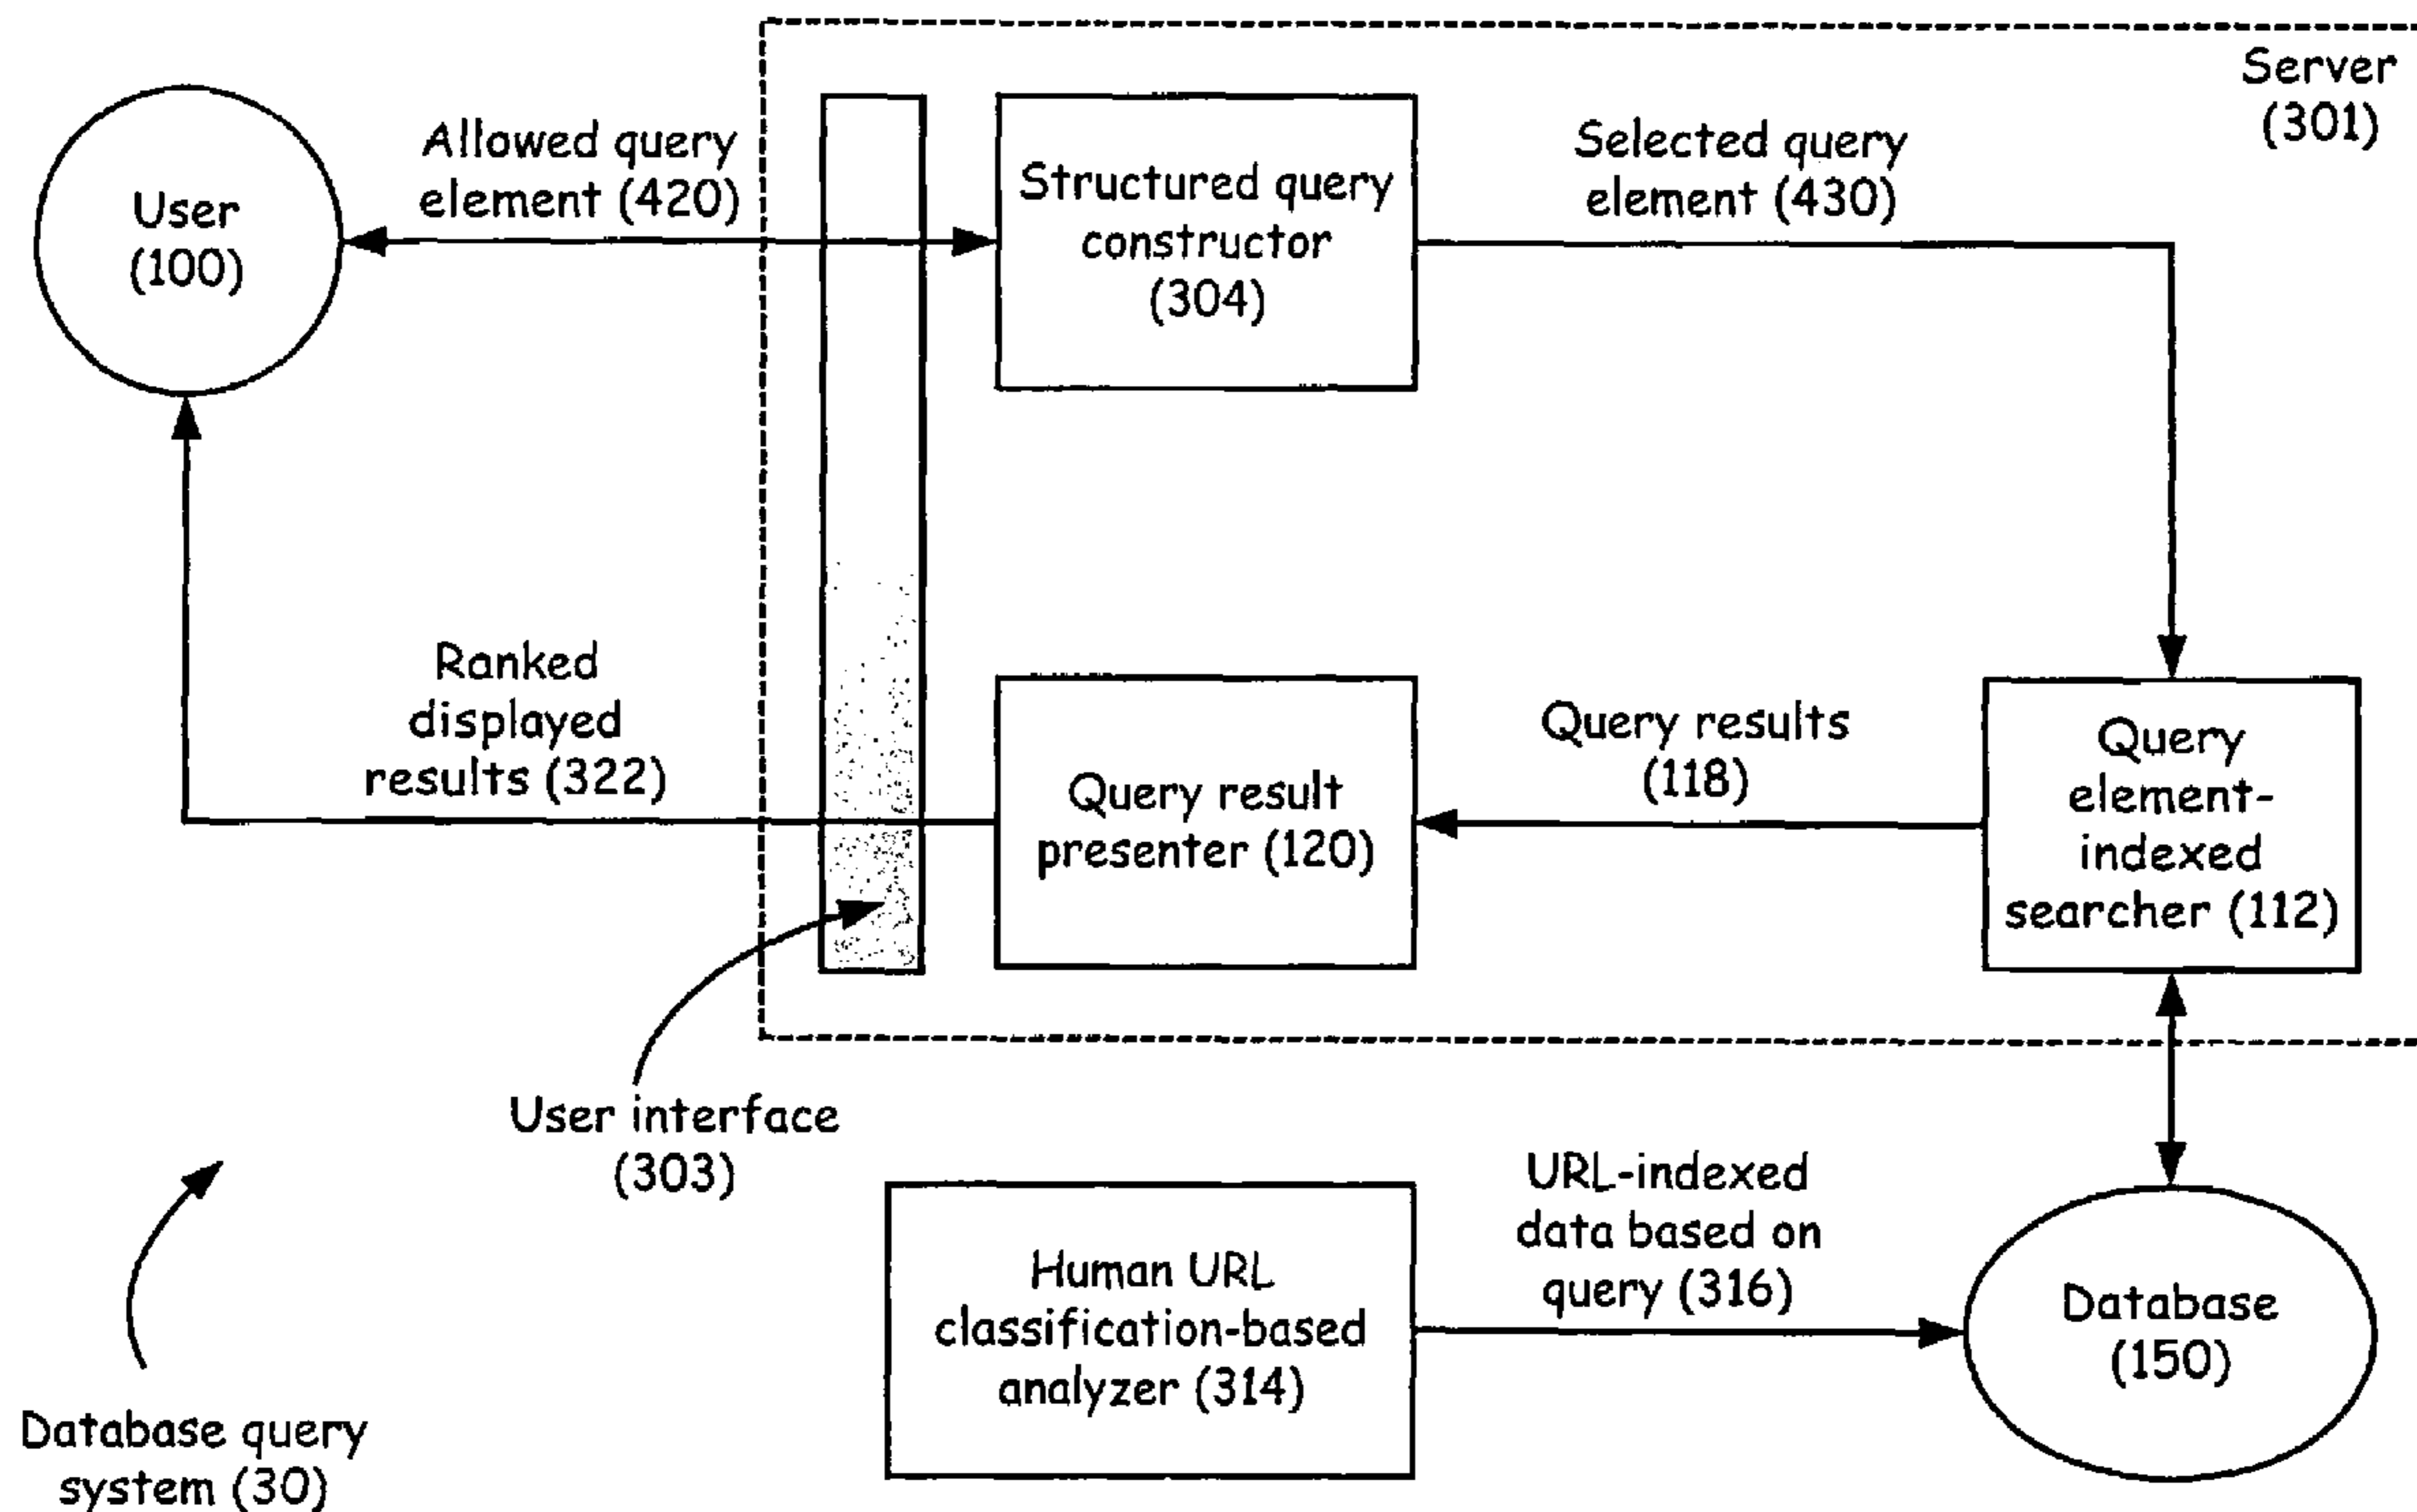 Server
(301)
User
(100)
Allowed query
element (420)
Structured query
constructor
(304)
Selected query
element (430)
Ranked
displayed
results (322)
Query result
presenter (120)
Query results
(118)
Query
element-
indexed
searcher (112)
User interface
(303)
Human URL
classification-based
analyzer (314)
URL-indexed
data based on
query (316)
Database
(150)
Database query
system (30)